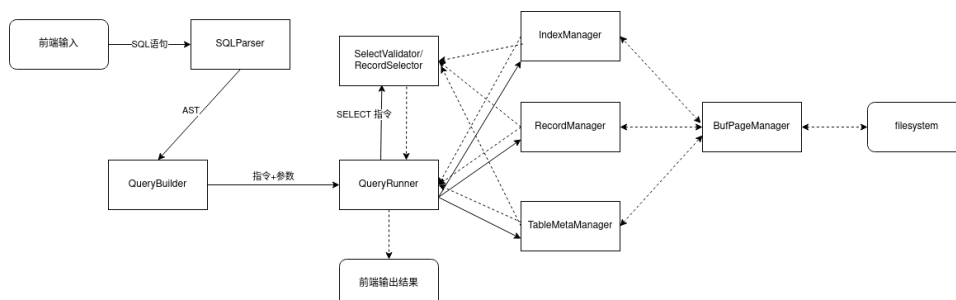 前端输入
SQL语句
SQLParser
AST
QueryBuilder
指令+参数
QueryRunner
SELECT 指令
SelectValidator/
RecordSelector
IndexManager
RecordManager
TableMetaManager
BufPageManager
filesystem
前端输出结果